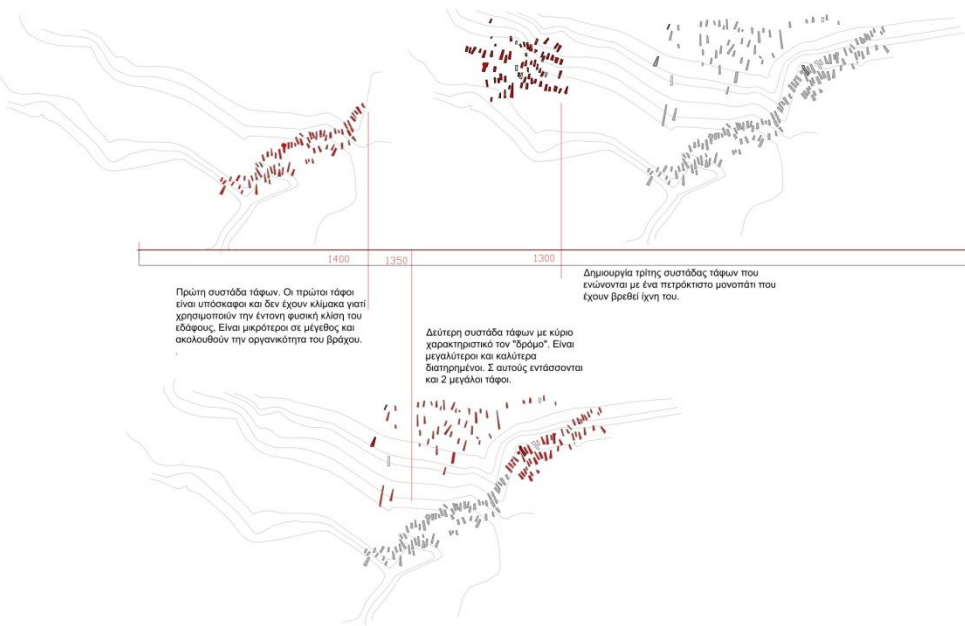 1400
1350
1300
Πρώτη συστάδα τάφων. Οι πρώτοι τάφοι
είναι υπόσκαφοι και δεν έχουν κλίμακα γιατί
χρησιμοποιούν την έντονη φυσική κλίση του
εδάφους, Είναι μικρότεροι σε μέγεθος και
ακολουθούν την οργανικότητα του βράχου.
.
Δεύτερη συστάδα τάφων με κύριο
χαρακτηριστικό τον "δρόμο". Είναι
μεγαλύτεροι και καλύτερα
διατηρημένοι. Σ αυτούς εντάσσονται
και 2 μεγάλοι τάφοι.
Δημιουργία τρίτης συστάδας τάφων που
ενώνονται με ένα πετρόκτιστο μονοπάτι που
έχουν βρεθεί ίχνη του.